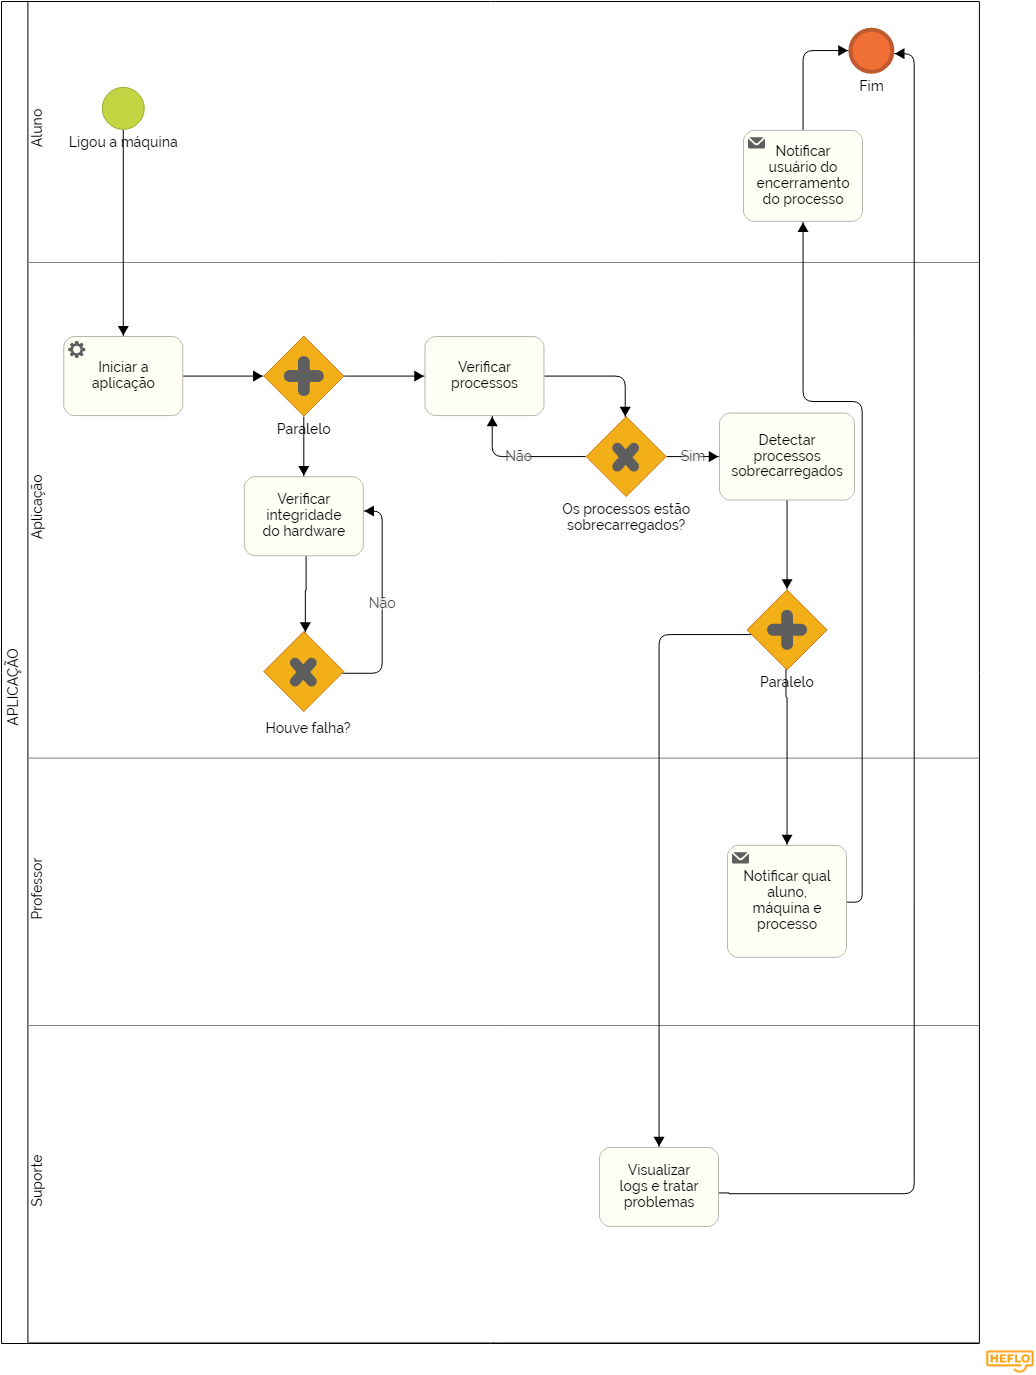 APLICAÇÃO
Aluno
Ligou a máquina
Fim
Notificar
usuário do
encerramento
do processo
Aplicação
Iniciar a
aplicação
Paralelo
Verificar
processos
Não
Sim
Os processos estão
sobrecarregados?
Detectar
processos
sobrecarregados
Verificar
integridade
do hardware
Não
Houve falha?
Paralelo
Professor
Notificar qual
aluno,
máquina e
processo
Suporte
Visualizar
logs e tratar
problemas
HEFLO